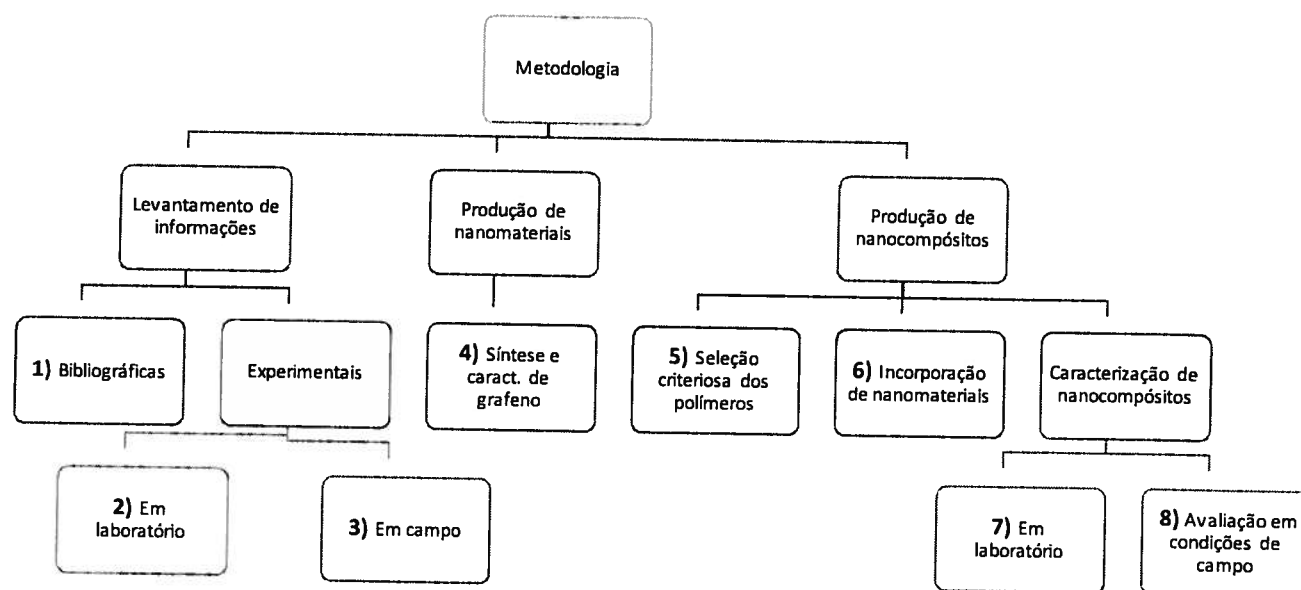 Metodologia
Levantamento de
informações
Produção de
nanomateriais
Produção de
nanocompósitos
1) Bibliográficas
Experimentais
4) Síntese e
caract. de
grafeno
5) Seleção
criteriosa dos
polímeros
6) Incorporação
de nanomateriais
Caracterização de
nanocompósitos
2) Em
laboratório
3) Em campo
7) Em
laboratório
8) Avaliação em
condições de
campo